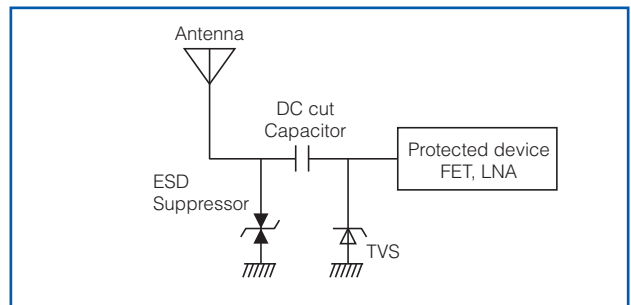 Antenna
DC cut
Capacitor
Protected device
FET, LNA
ESD
Suppressor
TVS